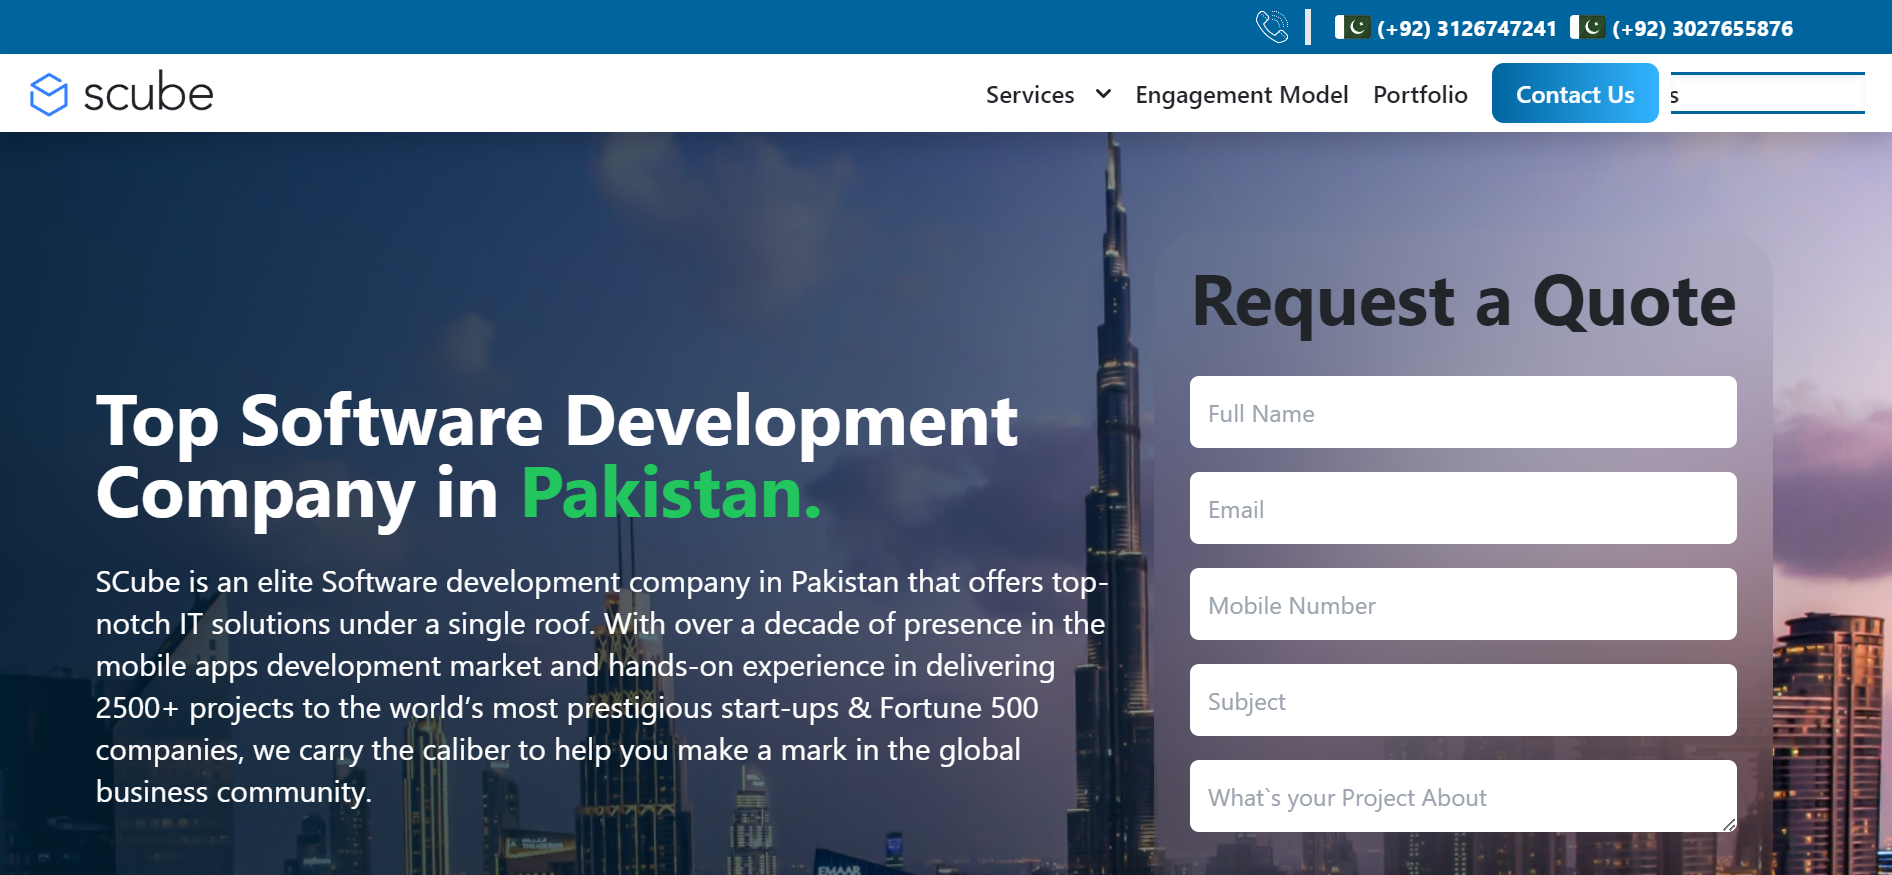 (+92) 3126747241 (+92) 3027655876
scube
Services Engagement Model Portfolio Contact Us s
Request a Quote
Full Name
Email
Mobile Number
Subject
What`s your Project About
Top Software Development
Company in Pakistan.
SCube is an elite Software development company in Pakistan that offers top-
notch IT solutions under a single roof. With over a decade of presence in the
mobile apps development market and hands-on experience in delivering
2500+ projects to the world’s most prestigious start-ups & Fortune 500
companies, we carry the caliber to help you make a mark in the global
business community.
EMAAR